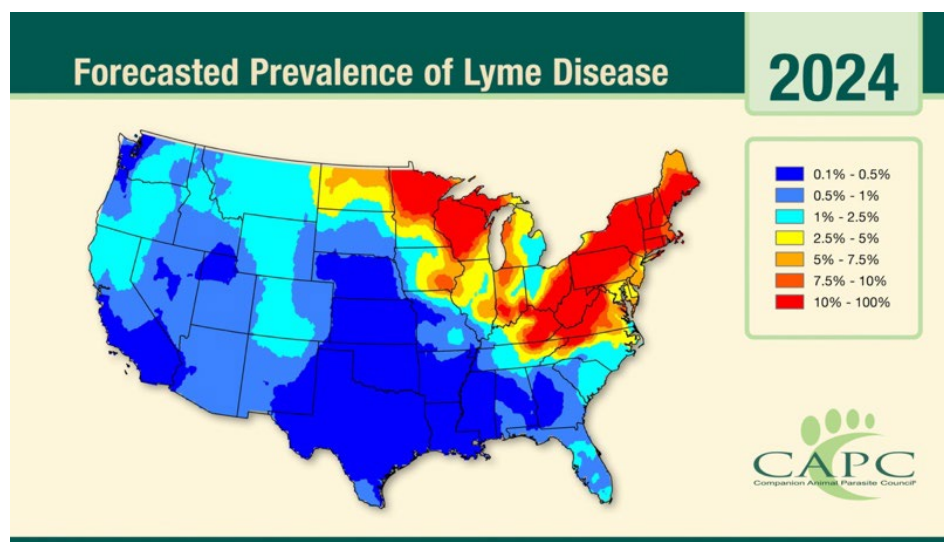 Forecasted Prevalence of Lyme Disease
2024
0.1% - 0.5%
0.5% - 1%
1% - 2.5%
2.5% - 5%
5% - 7.5%
7.5% - 10%
10% - 100%
CAPC
Companion Animal Parasite Council